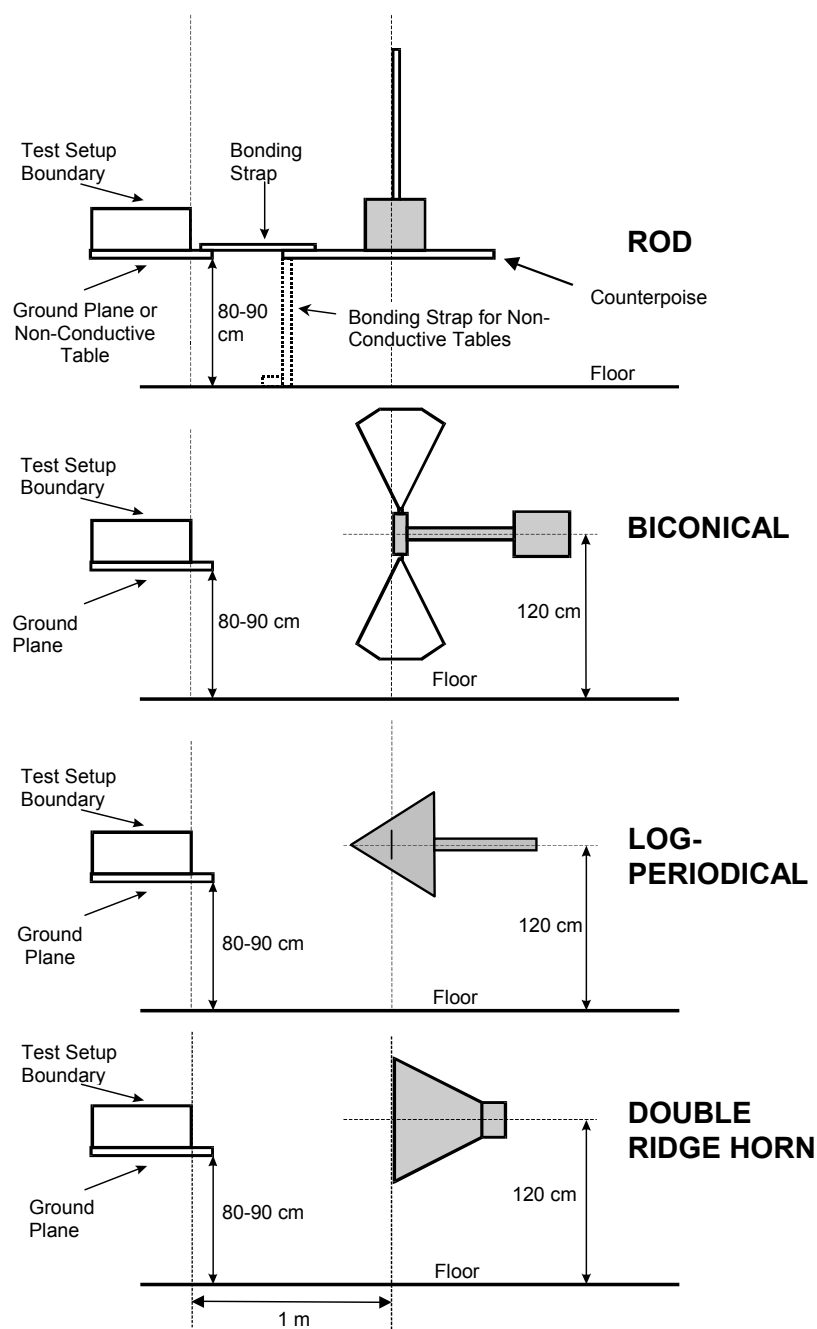 Test Setup
Boundary
Bonding
Strap
ROD
Counterpoise
Ground Plane or
Non-Conductive
Table
80-90
cm
Bonding Strap for Non-
Conductive Tables
Floor
Test Setup
Boundary
BICONICAL
Ground
Plane
80-90 cm
120 cm
Floor
Test Setup
Boundary
LOG-
PERIODICAL
Ground
Plane
80-90 cm
120 cm
Floor
Test Setup
Boundary
DOUBLE
RIDGE HORN
Ground
Plane
80-90 cm
120 cm
Floor
1 m